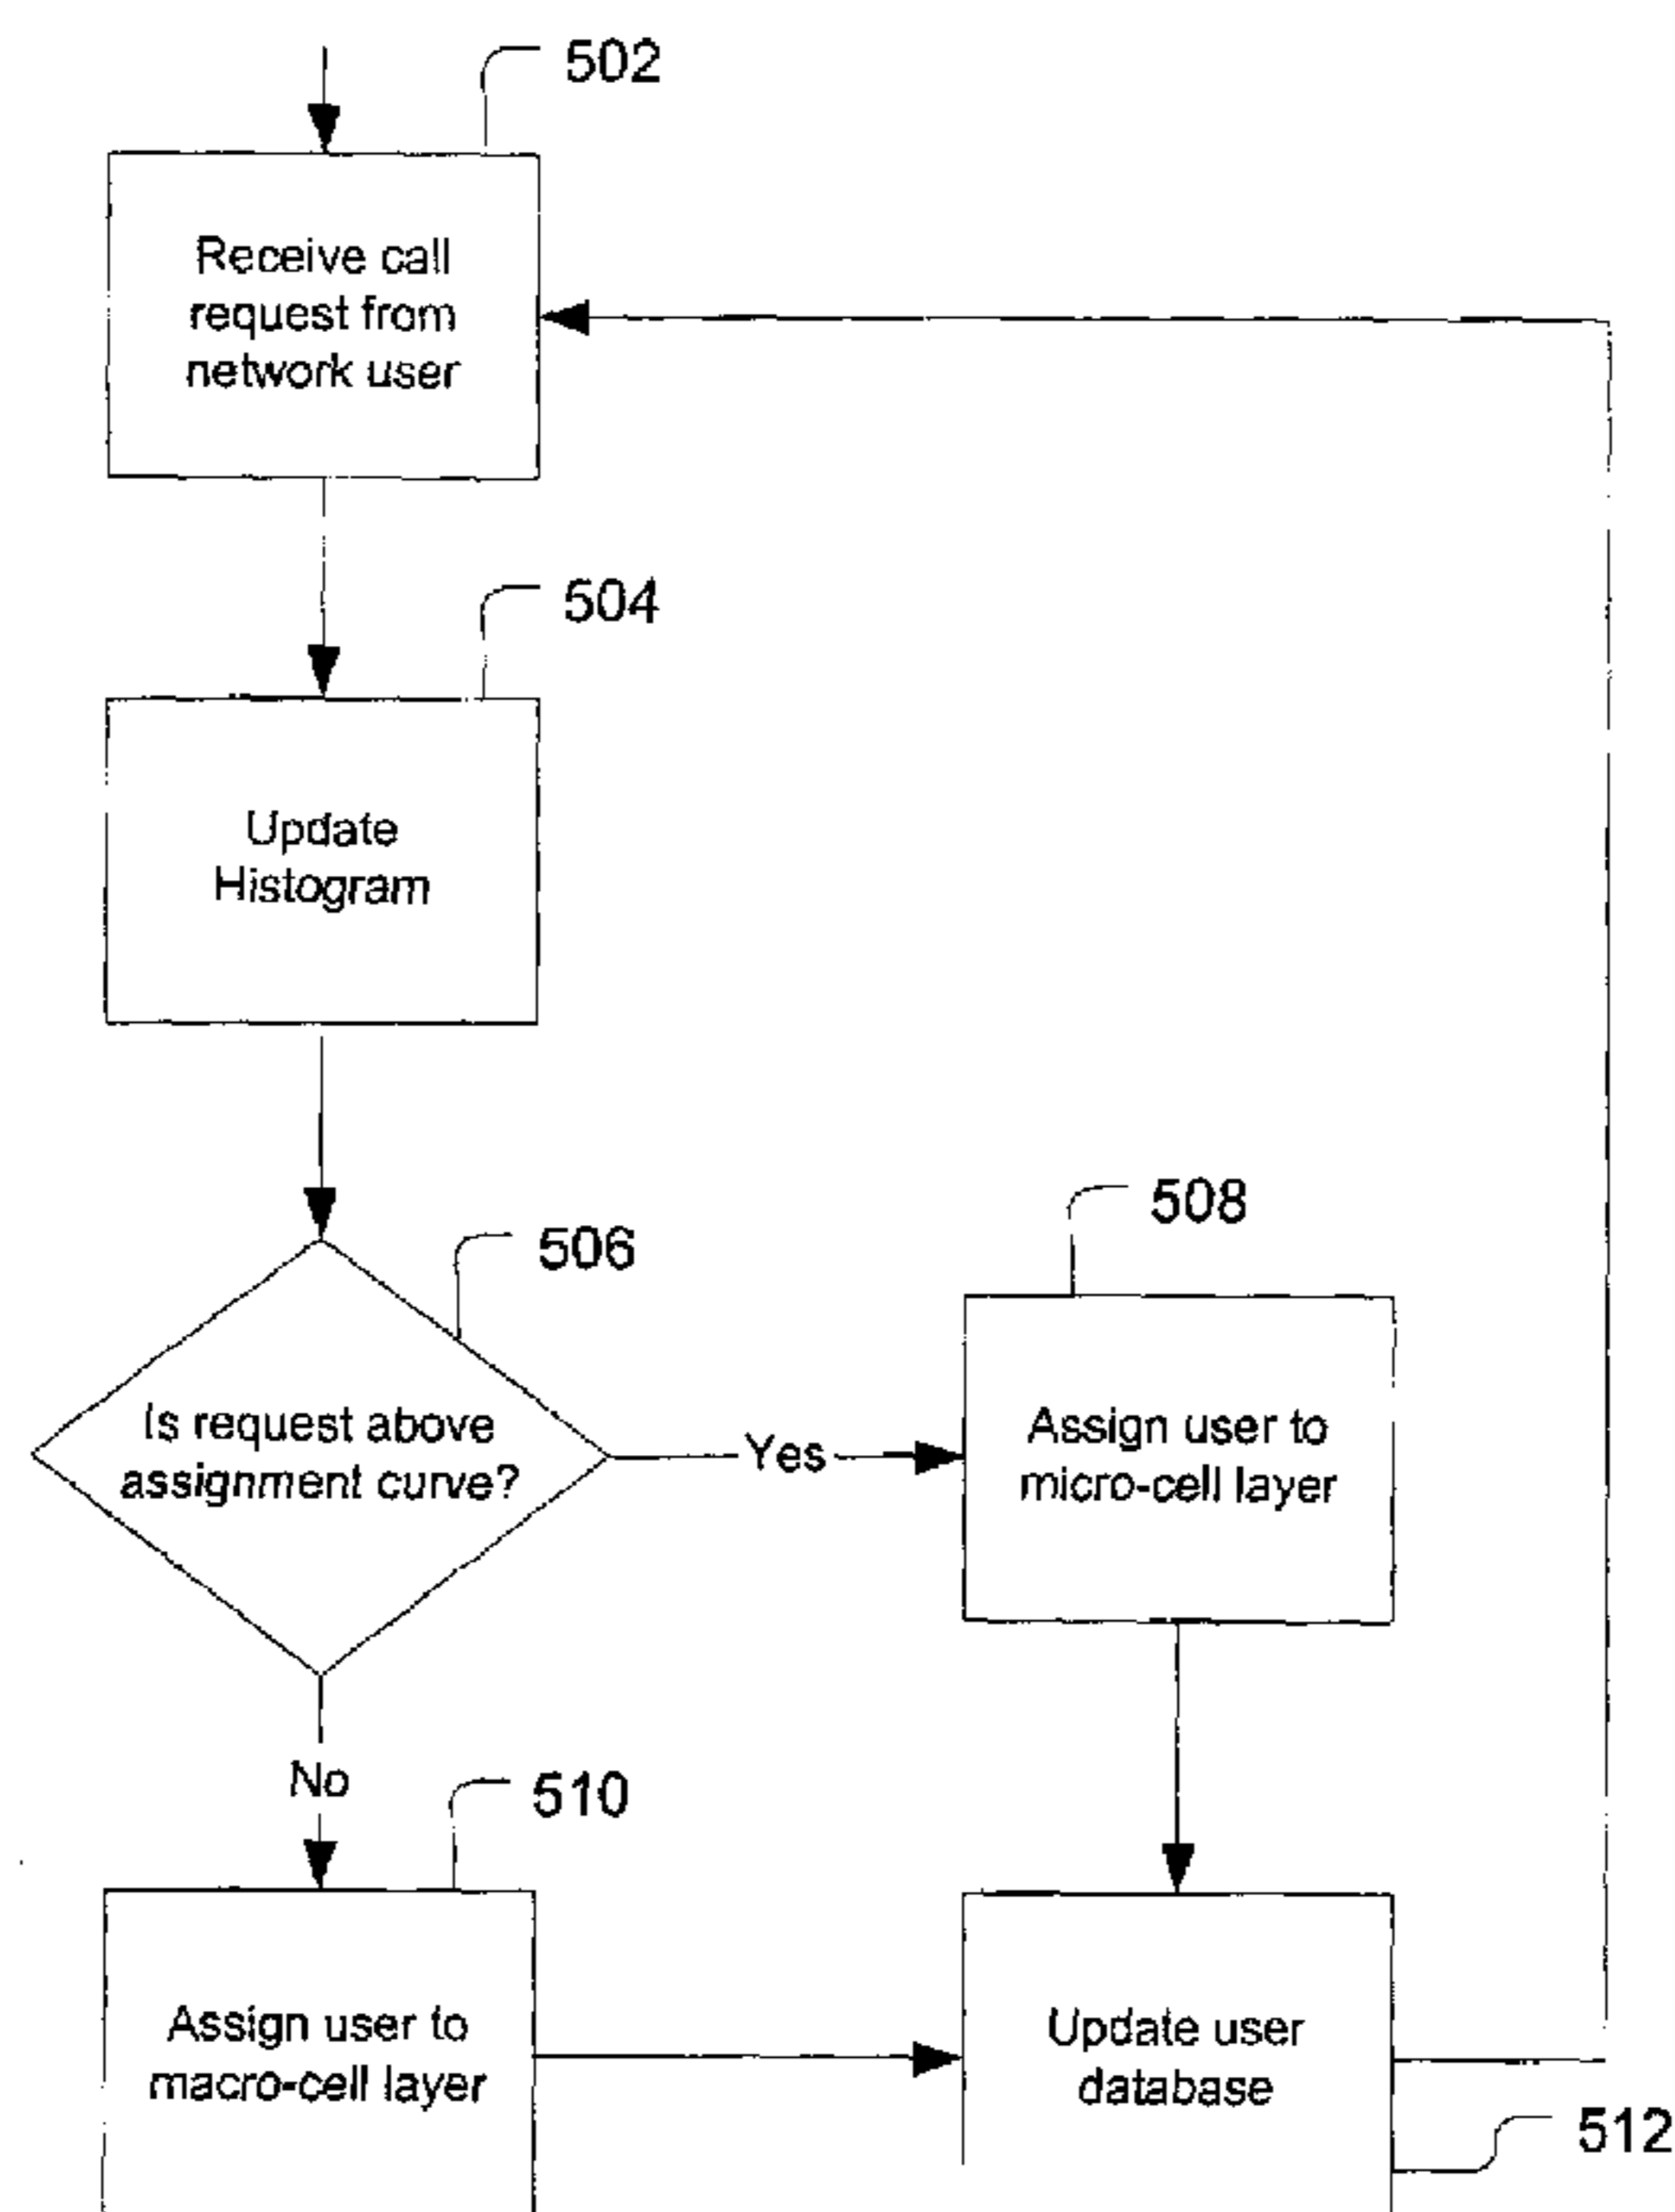 502
Receive call
request from
network user
504
Update
Histogram
506
Is request above
assignment curve?
Yes
508
Assign user to
micro-cell layer
No
510
Assign user to
macro-cell layer
Update user
database
512